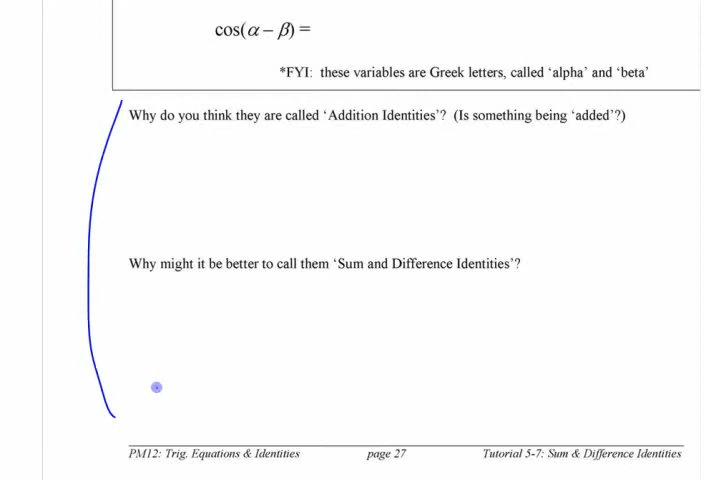 cos(α – β) =
*FYI: these variables are Greek letters, called ‘alpha’ and ‘beta’
Why do you think they are called ‘Addition Identities’? (Is something being ‘added’?)
Why might it be better to call them ‘Sum and Difference Identities’?
PM12: Trig. Equations & Identities page 27 Tutorial 5-7: Sum & Difference Identities